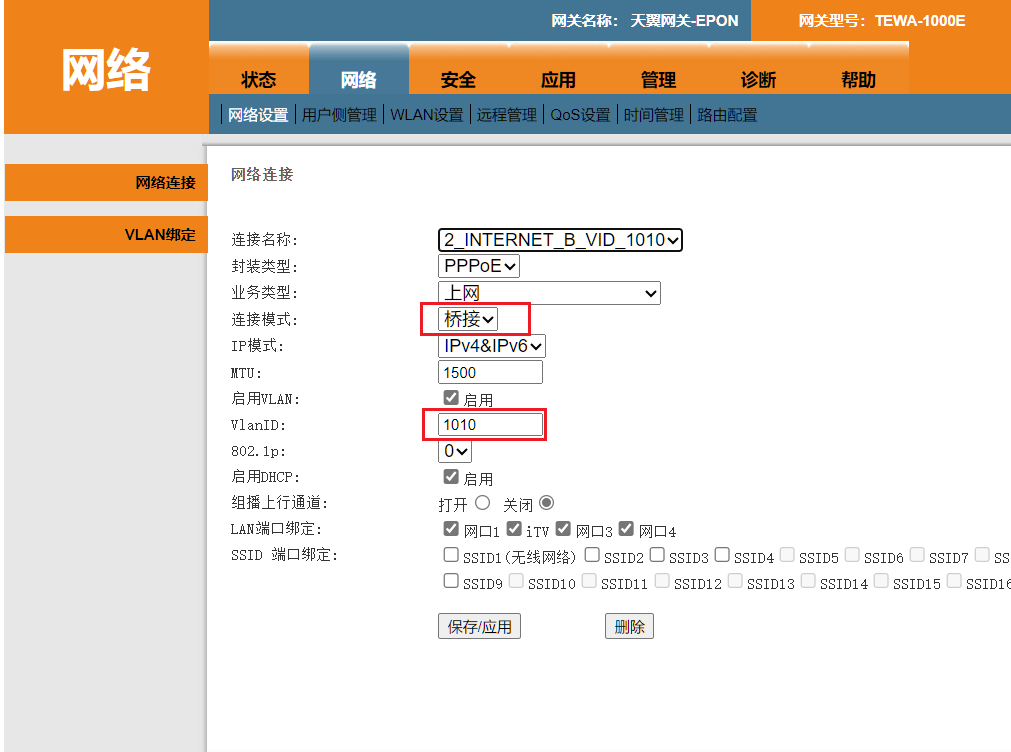 网关名称： 天翼网关-EPON 网关型号： TEWA-1000E
网络
状态 网络 安全 应用 管理 诊断 帮助
网络设置 用户侧管理 WLAN设置 远程管理 QoS设置 时间管理 路由配置
网络连接
VLAN绑定
网络连接
连接名称: 2_INTERNET_B_VID_1010
封装类型: PPPoE
业务类型: 上网
连接模式: 桥接
IP模式: IPv4&IPv6
MTU: 1500
启用VLAN: 启用
VlanID: 1010
802.1p: 0
启用DHCP: 启用
组播上行通道: 打开 关闭
LAN端口绑定: 网口1 iTV 网口3 网口4
SSID 端口绑定: SSID1(无线网络) SSID2 SSID3 SSID4 SSID5 SSID6 SSID7 SS
SSID9 SSID10 SSID11 SSID12 SSID13 SSID14 SSID15 SSID16
保存/应用 删除